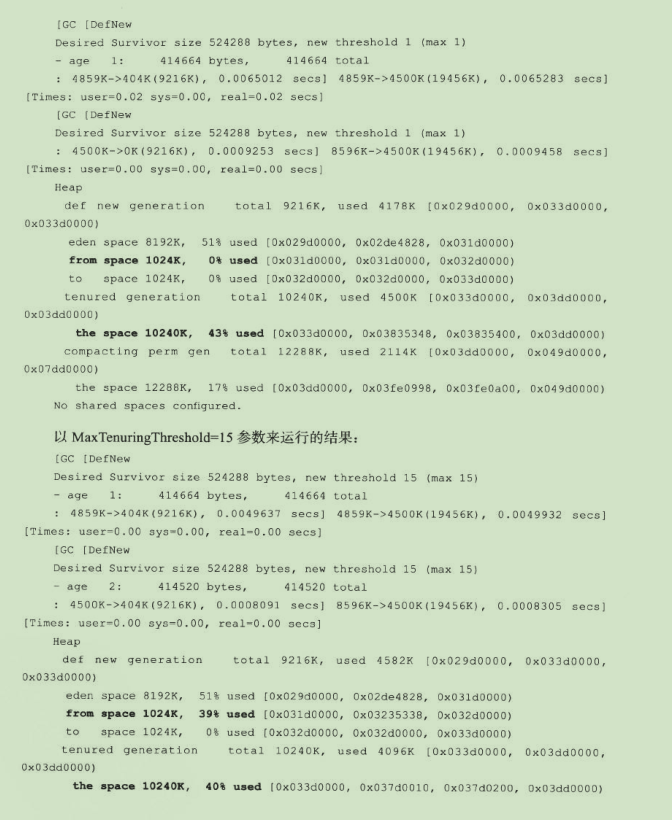 [GC [DefNew
Desired Survivor size 524288 bytes, new threshold 1 (max 1)
- age 1: 414664 bytes, 414664 total
: 4859K->404K(9216K), 0.0065012 secs] 4859K->4500K(19456K), 0.0065283 secs]
[Times: user=0.02 sys=0.00, real=0.02 secs]
[GC [DefNew
Desired Survivor size 524288 bytes, new threshold 1 (max 1)
: 4500K->0K(9216K), 0.0009253 secs] 8596K->4500K(19456K), 0.0009458 secs]
[Times: user=0.00 sys=0.00, real=0.00 secs]
Heap
def new generation total 9216K, used 4178K [0x029d0000, 0x033d0000,
0x033d0000)
eden space 8192K, 51% used [0x029d0000, 0x02de4828, 0x031d0000)
from space 1024K, 0% used [0x031d0000, 0x031d0000, 0x032d0000)
to space 1024K, 0% used [0x032d0000, 0x032d0000, 0x033d0000)
tenured generation total 10240K, used 4500K [0x033d0000, 0x03dd0000,
0x03dd0000)
the space 10240K, 43% used [0x033d0000, 0x03835348, 0x03835400, 0x03dd0000)
compacting perm gen total 12288K, used 2114K [0x03dd0000, 0x049d0000,
0x07dd0000)
the space 12288K, 17% used [0x03dd0000, 0x03fe0998, 0x03fe0a00, 0x049d0000)
No shared spaces configured.
以 MaxTenuringThreshold=15 参数来运行的结果：
[GC [DefNew
Desired Survivor size 524288 bytes, new threshold 15 (max 15)
- age 1: 414664 bytes, 414664 total
: 4859K->404K(9216K), 0.0049637 secs] 4859K->4500K(19456K), 0.0049932 secs]
[Times: user=0.00 sys=0.00, real=0.00 secs]
[GC [DefNew
Desired Survivor size 524288 bytes, new threshold 15 (max 15)
- age 2: 414520 bytes, 414520 total
: 4500K->404K(9216K), 0.0008091 secs] 8596K->4500K(19456K), 0.0008305 secs]
[Times: user=0.00 sys=0.00, real=0.00 secs]
Heap
def new generation total 9216K, used 4582K [0x029d0000, 0x033d0000,
0x033d0000)
eden space 8192K, 51% used [0x029d0000, 0x02de4828, 0x031d0000)
from space 1024K, 39% used [0x031d0000, 0x03235338, 0x032d0000)
to space 1024K, 0% used [0x032d0000, 0x032d0000, 0x033d0000)
tenured generation total 10240K, used 4096K [0x033d0000, 0x03dd0000,
0x03dd0000)
the space 10240K, 40% used [0x033d0000, 0x037d0010, 0x037d0200, 0x03dd0000)